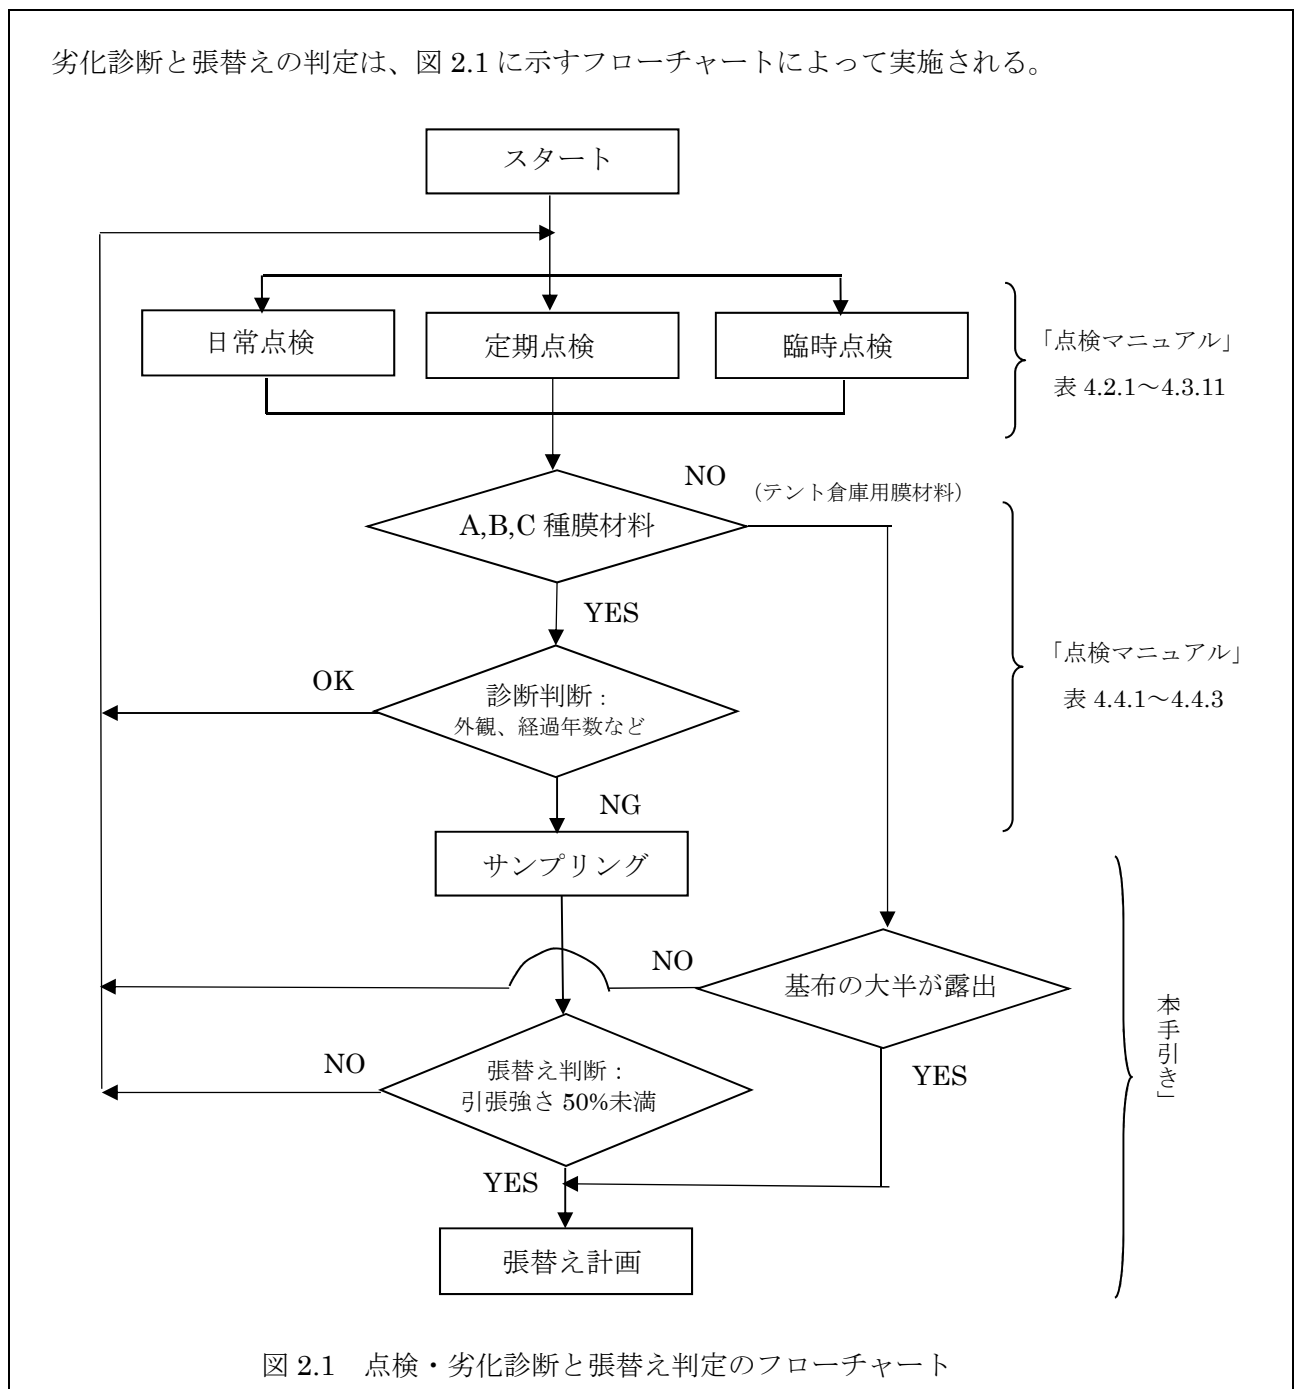 劣化診断と張替えの判定は、図 2.1 に示すフローチャートによって実施される。
スタート
日常点検
定期点検
臨時点検
「点検マニュアル」
表 4.2.1～4.3.11
A,B,C 種膜材料
NO
（テント倉庫用膜材料）
YES
「点検マニュアル」
表 4.4.1～4.4.3
診断判断：
外観、経過年数など
OK
NG
サンプリング
基布の大半が露出
NO
YES
本手引き」
張替え判断：
引張強さ 50%未満
NO
YES
張替え計画
図 2.1　点検・劣化診断と張替え判定のフローチャート